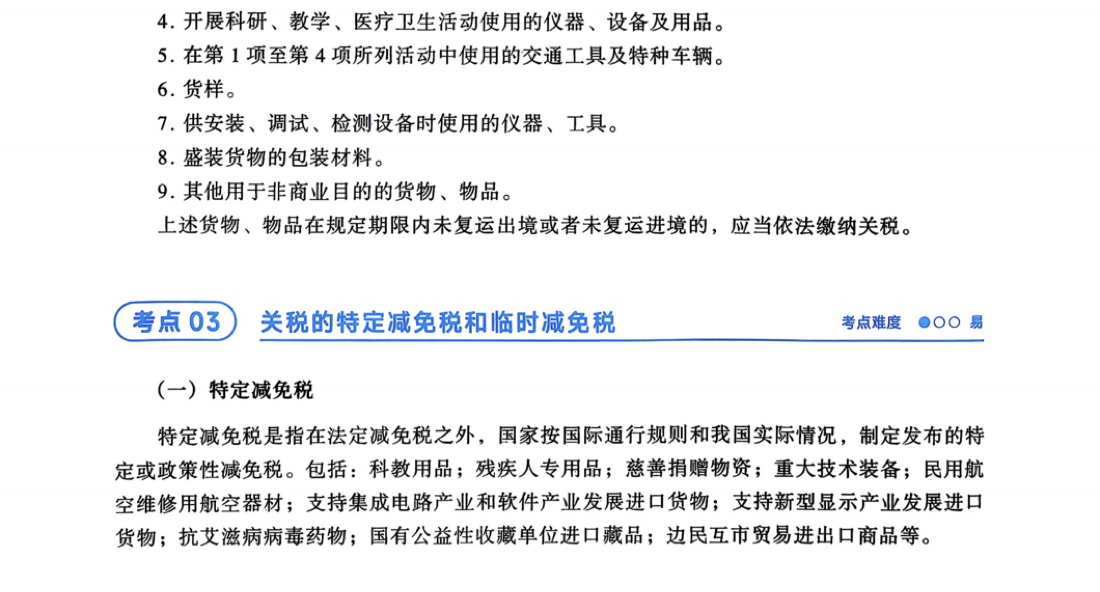 4. 开展科研、教学、医疗卫生活动使用的仪器、设备及用品。
5. 在第 1 项至第 4 项所列活动中使用的交通工具及特种车辆。
6. 货样。
7. 供安装、调试、检测设备时使用的仪器、工具。
8. 盛装货物的包装材料。
9. 其他用于非商业目的的货物、物品。
上述货物、物品在规定期限内未复运出境或者未复运进境的，应当依法缴纳关税。
考点 03 关税的特定减免税和临时减免税 考点难度 易
（一）特定减免税
特定减免税是指在法定减免税之外，国家按国际通行规则和我国实际情况，制定发布的特
定或政策性减免税。包括：科教用品；残疾人专用品；慈善捐赠物资；重大技术装备；民用航
空维修用航空器材；支持集成电路产业和软件产业发展进口货物；支持新型显示产业发展进口
货物；抗艾滋病病毒药物；国有公益性收藏单位进口藏品；边民互市贸易进出口商品等。